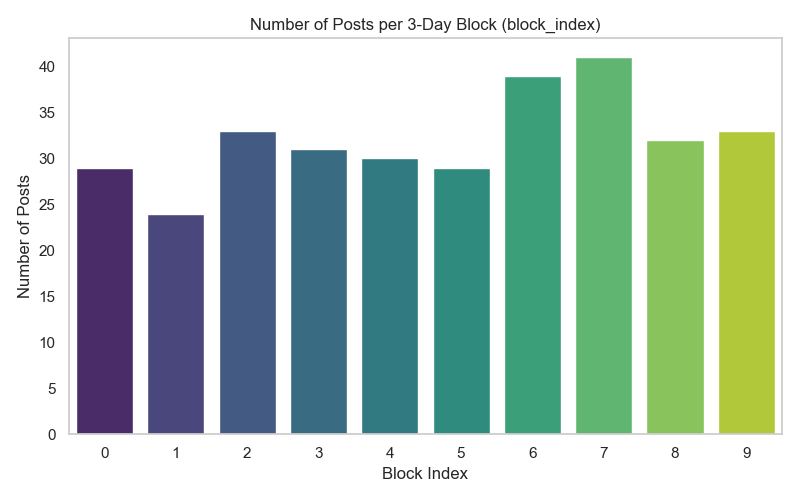 Number of Posts per 3-Day Block (block_index)
Number of Posts
40
35
30
25
20
15
10
5
0
0 1 2 3 4 5 6 7 8 9
Block Index